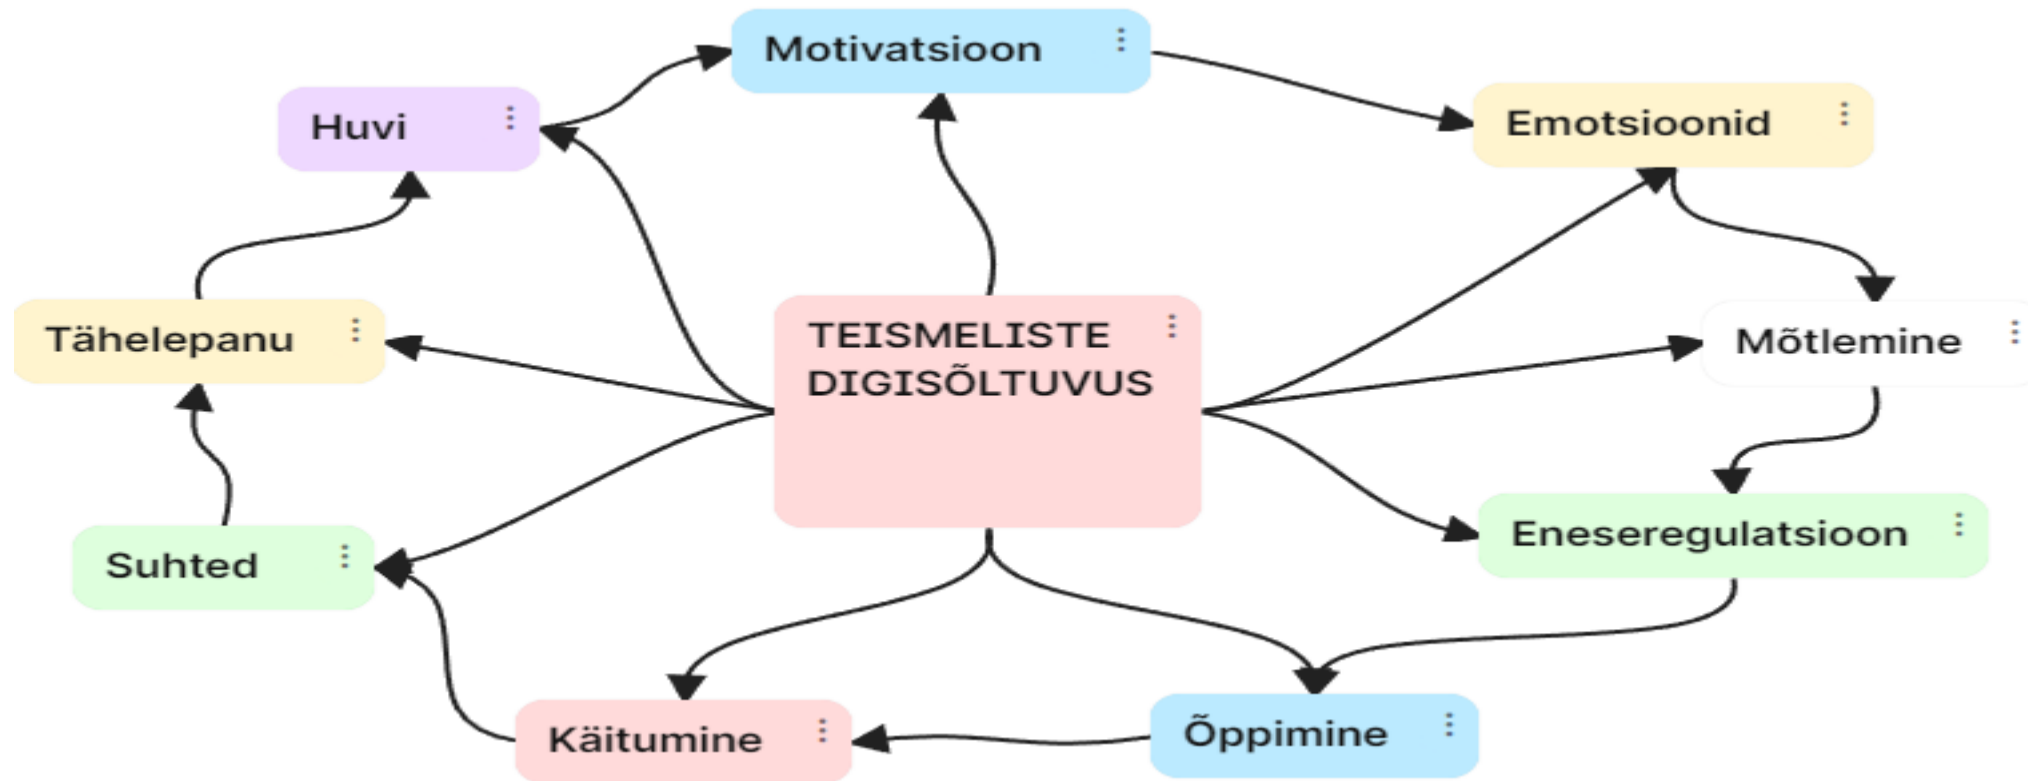 Motivatsioon
Huvi
Emotsioonid
TEISMELISTE
DIGISÕLTUVUS
Tähelepanu
Mõtlemine
Suhted
Eneseregulatsioon
Käitumine
Õppimine